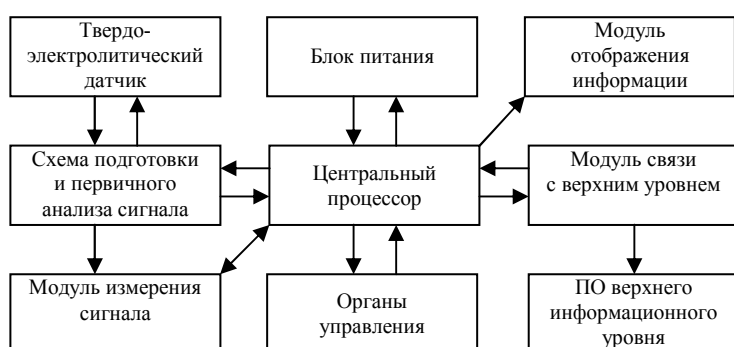 Твердо-
электролитический
датчик
Блок питания
Модуль
отображения
информации
Схема подготовки
и первичного
анализа сигнала
Центральный
процессор
Модуль связи
с верхним уровнем
Модуль измерения
сигнала
Органы
управления
ПО верхнего
информационного
уровня